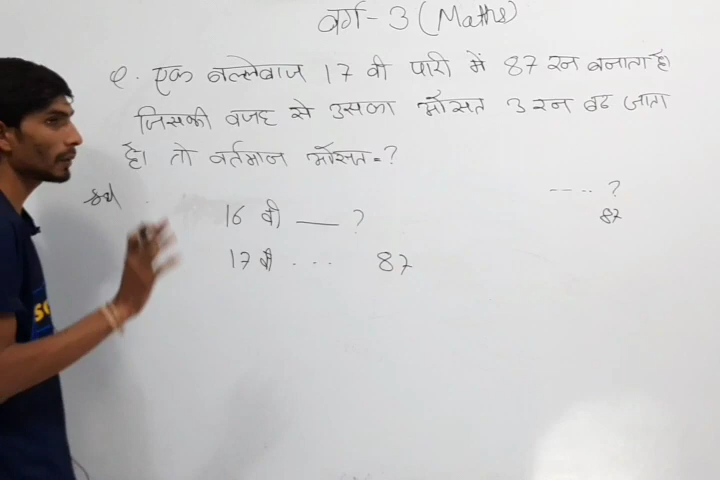 वर्ग - 3 (Maths)
Q. एक बल्लेबाज 17 वी पारी में 87 रन बनाता है।
जिसकी वजह से उसका औसत 3 रन बढ जाता
है। तो वर्तमान औसत = ?
---- ?
87
16 वी — ?
17 वी ... 87